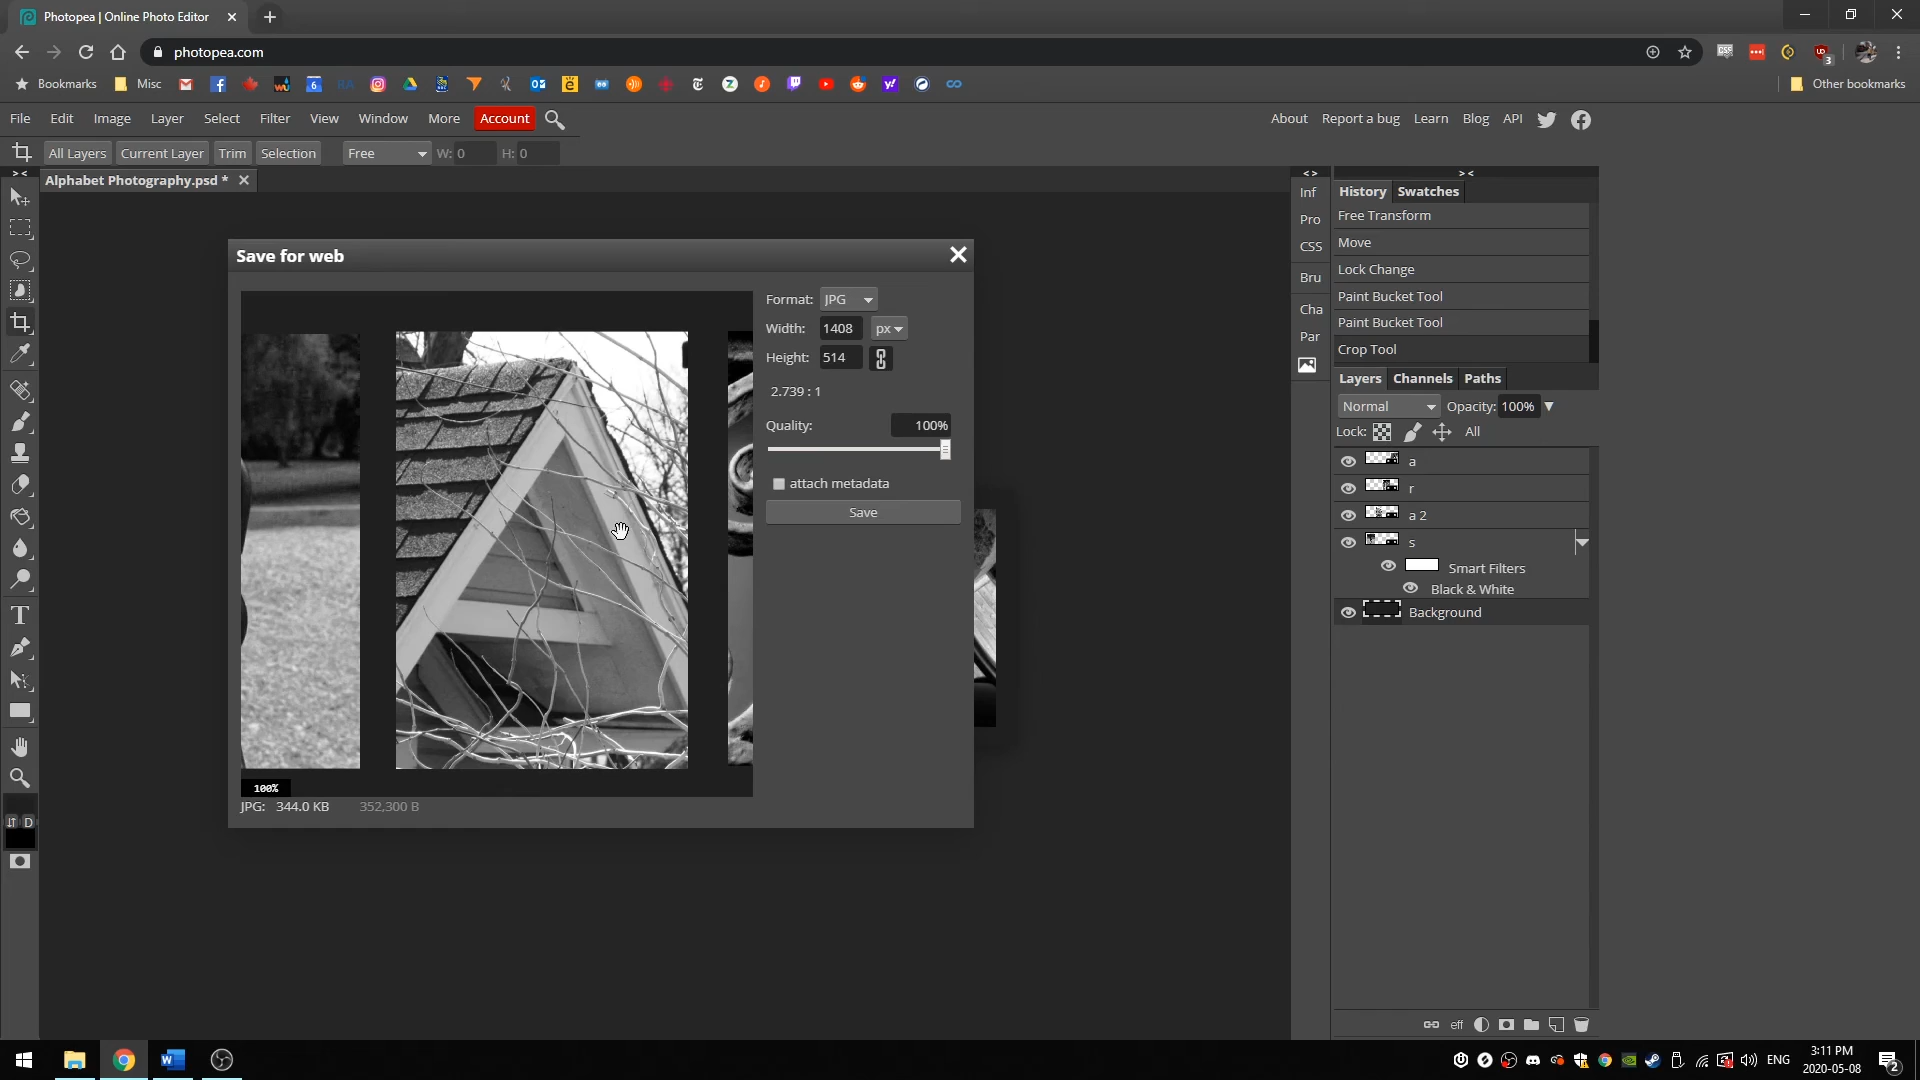 Photopea | Online Photo Editor
photopea.com
Bookmarks
Misc
Other bookmarks
File Edit Image Layer Select Filter View Window More Account
About Report a bug Learn Blog API
All Layers Current Layer Trim Selection Free W: 0 H: 0
Alphabet Photography.psd *
Save for web
Format: JPG
Width: 1408 px
Height: 514
2.739 : 1
Quality: 100%
attach metadata
Save
100%
JPG: 344.0 KB 352,300 B
Inf
Pro
CSS
Bru
Cha
Par
History Swatches
Free Transform
Move
Lock Change
Paint Bucket Tool
Paint Bucket Tool
Crop Tool
Layers Channels Paths
Normal Opacity: 100%
Lock: All
a
r
a 2
s
Smart Filters
Black & White
Background
eff
D
ENG
3:11 PM
2020-05-08
2